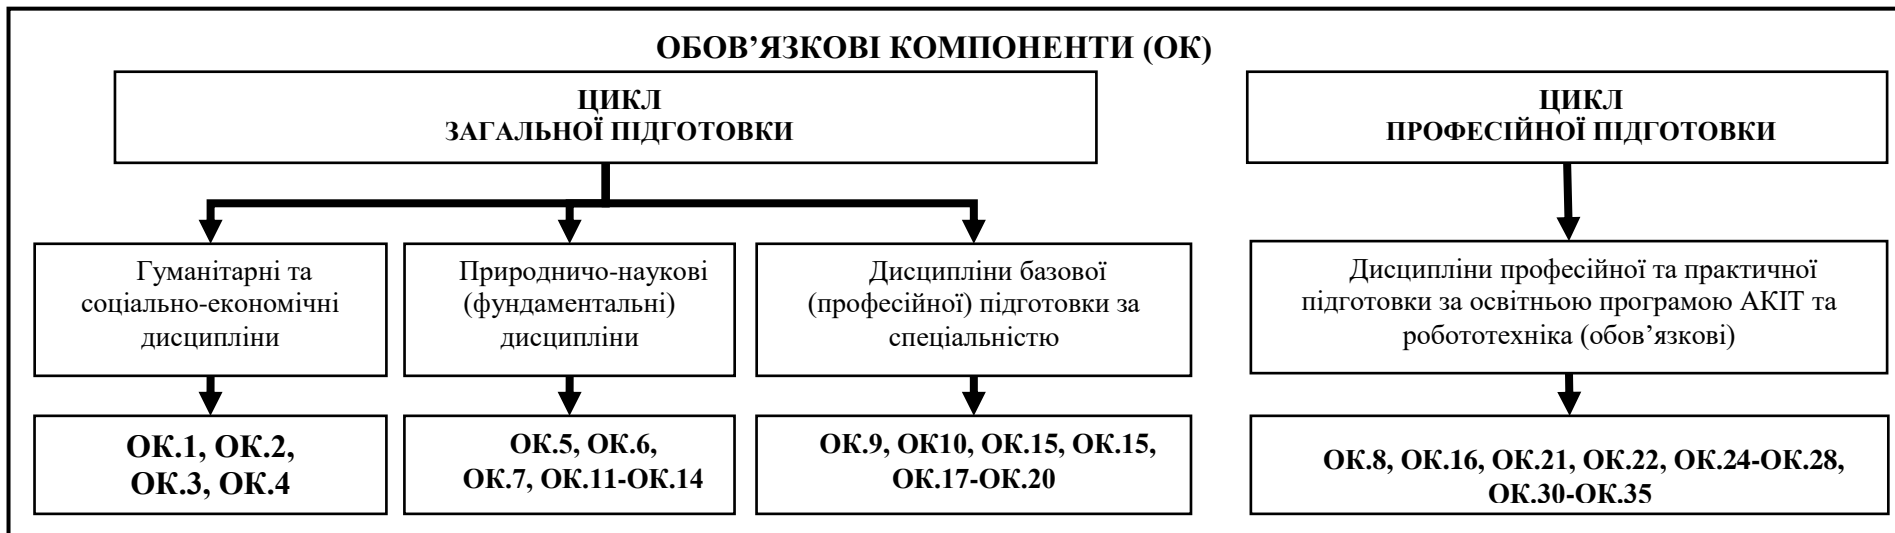 ОБОВ’ЯЗКОВІ КОМПОНЕНТИ (ОК)
ЦИКЛ
ЗАГАЛЬНОЇ ПІДГОТОВКИ
ЦИКЛ
ПРОФЕСІЙНОЇ ПІДГОТОВКИ
Гуманітарні та
соціально-економічні
дисципліни
Природничо-наукові
(фундаментальні)
дисципліни
Дисципліни базової
(професійної) підготовки за
спеціальністю
Дисципліни професійної та практичної
підготовки за освітньою програмою АКІТ та
робототехніка (обов’язкові)
ОК.1, ОК.2,
ОК.3, ОК.4
ОК.5, ОК.6,
ОК.7, ОК.11-ОК.14
ОК.9, ОК10, ОК.15, ОК.15,
ОК.17-ОК.20
ОК.8, ОК.16, ОК.21, ОК.22, ОК.24-ОК.28,
ОК.30-ОК.35